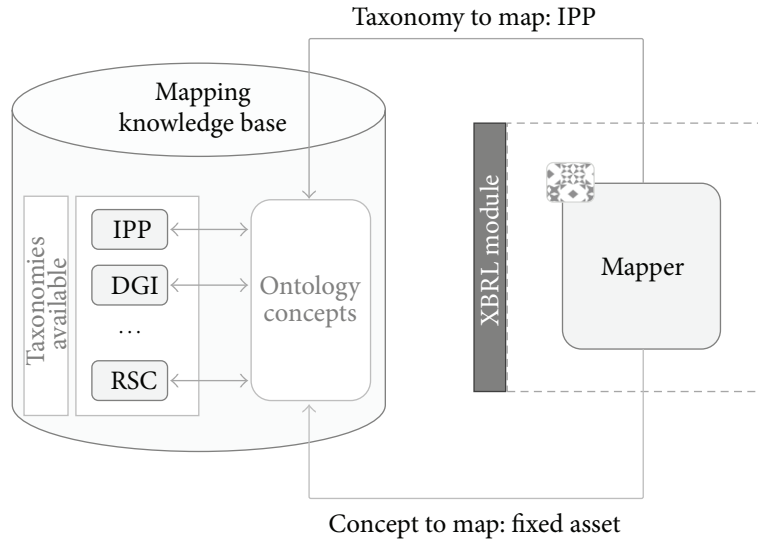 Taxonomy to map: IPP
Mapping
knowledge base
Taxonomies
available
IPP
DGI
...
RSC
Ontology
concepts
XBRL module
Mapper
Concept to map: fixed asset